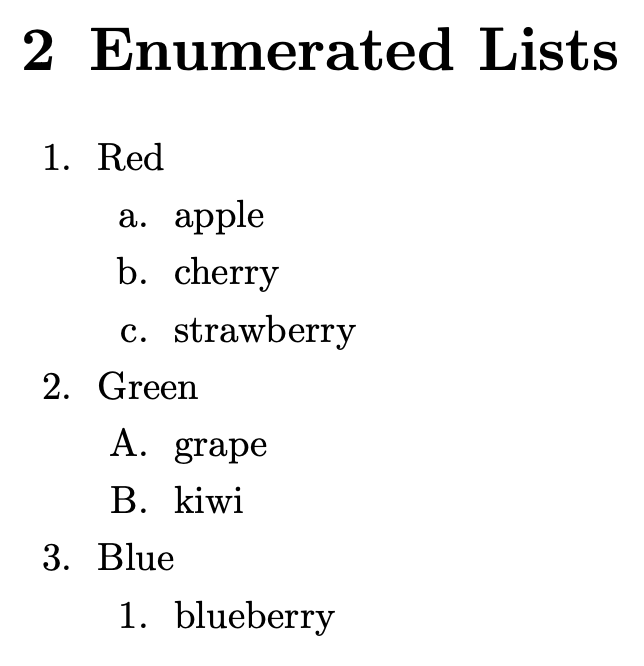 2 Enumerated Lists
1. Red
a. apple
b. cherry
c. strawberry
2. Green
A. grape
B. kiwi
3. Blue
1. blueberry